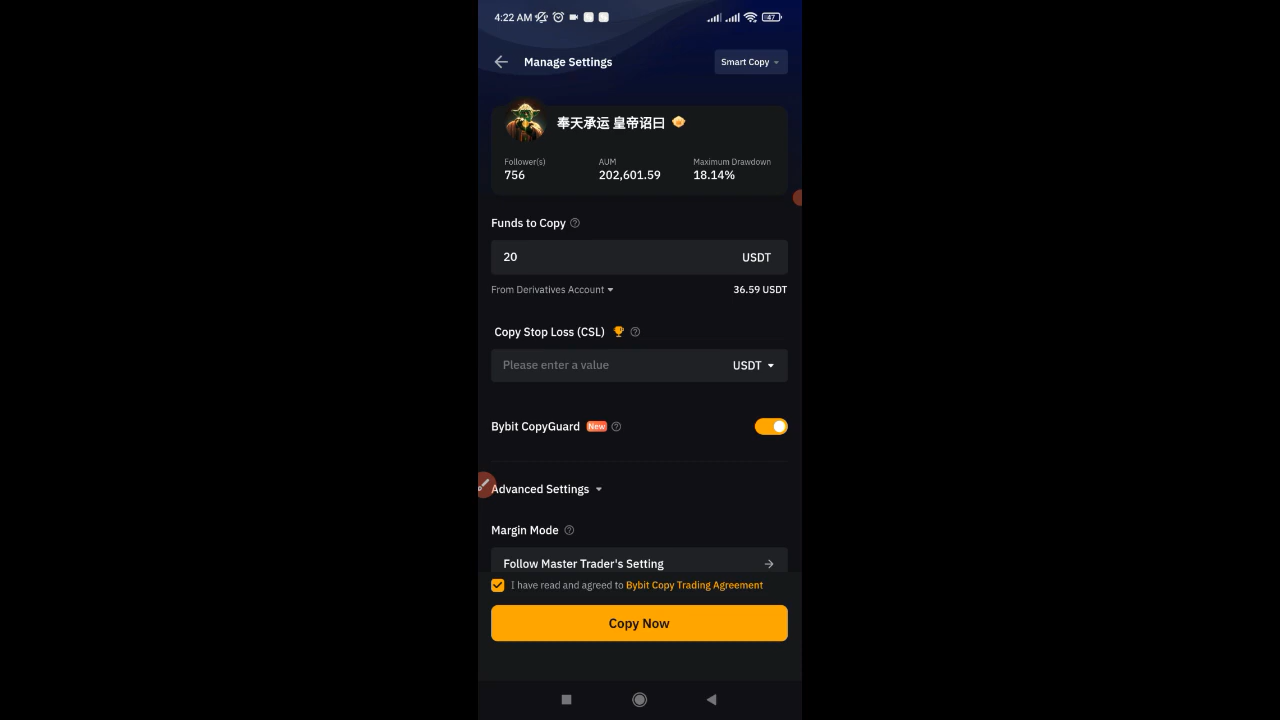 4:22 AM 47
Manage Settings Smart Copy
奉天承运 皇帝诏曰
Follower(s) AUM Maximum Drawdown
756 202,601.59 18.14%
Funds to Copy
20 USDT
From Derivatives Account 36.59 USDT
Copy Stop Loss (CSL)
Please enter a value USDT
Bybit CopyGuard New
Advanced Settings
Margin Mode
Follow Master Trader's Setting
I have read and agreed to Bybit Copy Trading Agreement
Copy Now